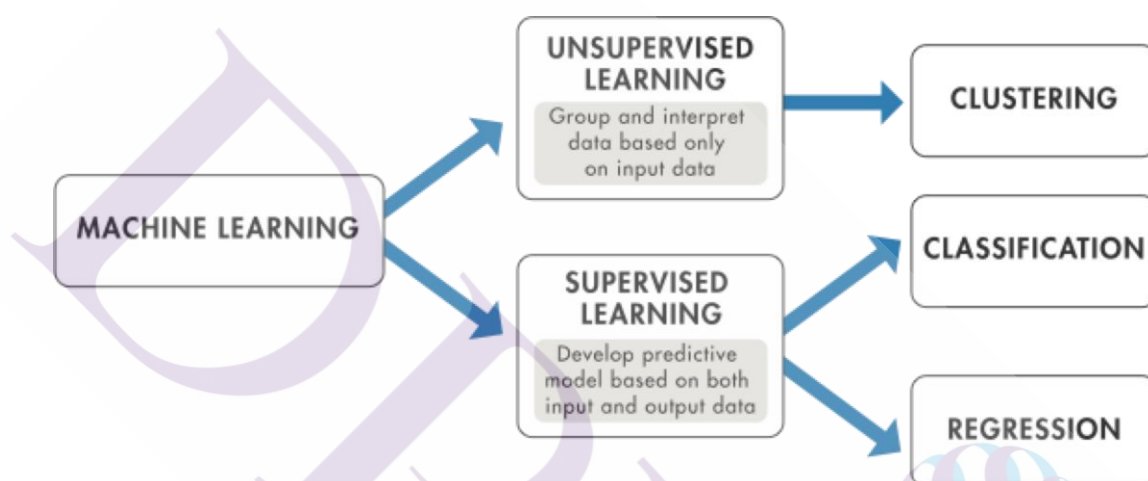 MACHINE LEARNING
UNSUPERVISED
LEARNING
Group and interpret
data based only
on input data
CLUSTERING
SUPERVISED
LEARNING
Develop predictive
model based on both
input and output data
CLASSIFICATION
REGRESSION